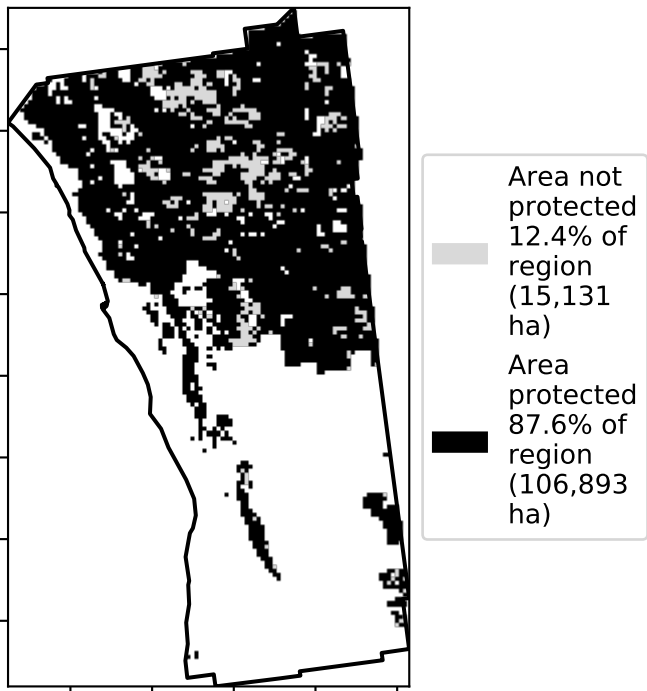 Area not
protected
12.4% of
region
(15,131
ha)
Area
protected
87.6% of
region
(106,893
ha)